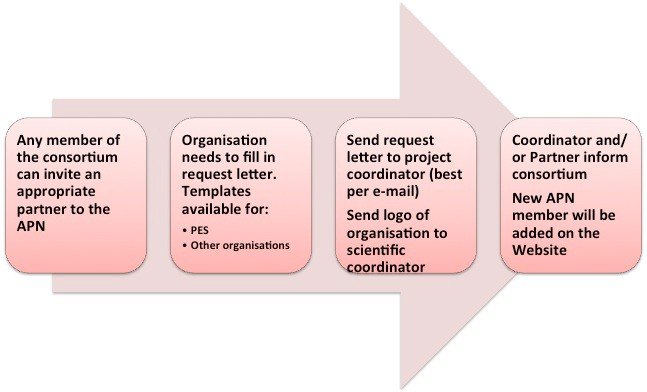 Any member of
the consortium
can invite an
appropriate
partner to the
APN
Organisation
needs to fill in
request letter.
Templates
available for:
• PES
• Other organisations
Send request
letter to project
coordinator (best
per e-mail)
Send logo of
organisation to
scientific
coordinator
Coordinator and/
or Partner inform
consortium
New APN
member will be
added on the
Website